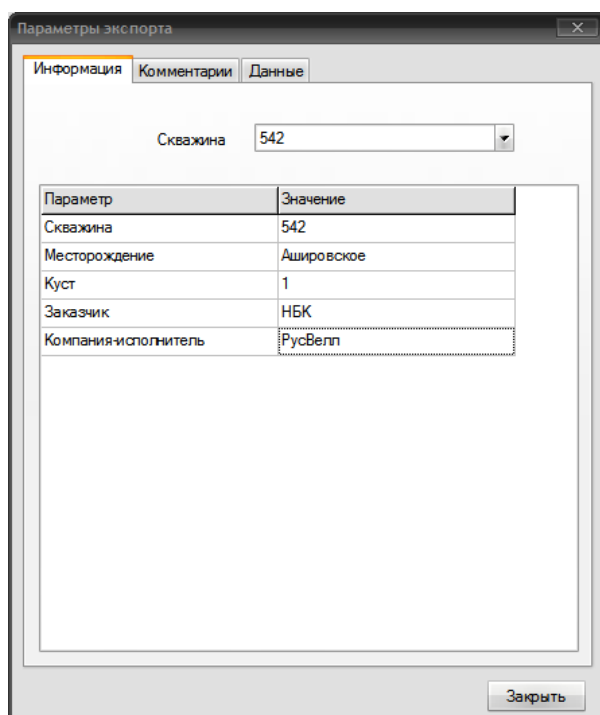 Параметры экспорта
Информация Комментарии Данные
Скважина 542
Параметр Значение
Скважина 542
Месторождение Ашировское
Куст 1
Заказчик НБК
Компания-исполнитель РусВелл
Закрыть